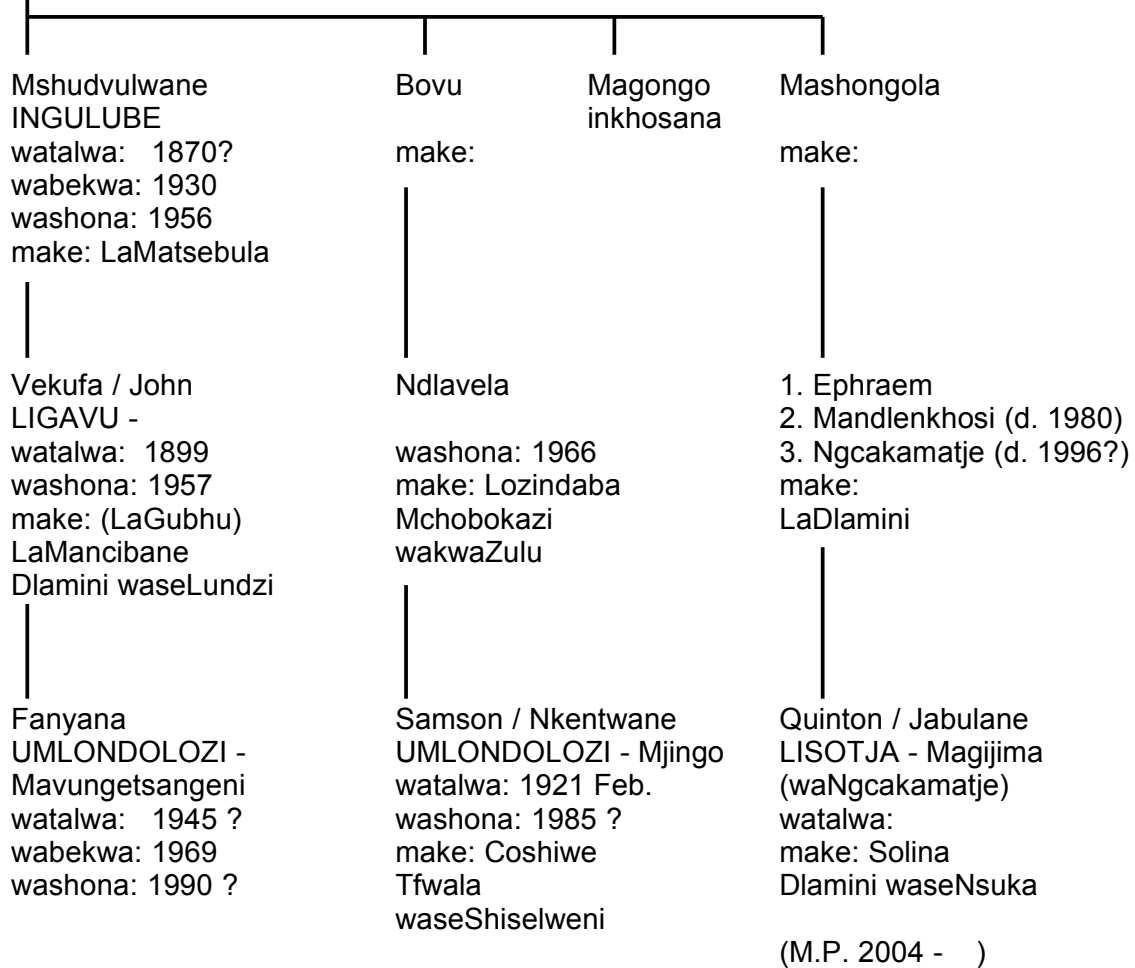 Mshudvulwane
INGULUBE
watalwa: 1870?
wabekwa: 1930
washona: 1956
make: LaMatsebula
Bovu
make:
Magongo
inkhosana
Mashongola
make:
Vekufa / John
LIGAVU -
watalwa: 1899
washona: 1957
make: (LaGubhu)
LaMancibane
Dlamini waseLundzi
Ndlavela
washona: 1966
make: Lozindaba
Mchobokazi
wakwaZulu
1. Ephraem
2. Mandlenkhosi (d. 1980)
3. Ngcakamatje (d. 1996?)
make:
LaDlamini
Fanyana
UMLONDOLOZI -
Mavungetsangeni
watalwa: 1945 ?
wabekwa: 1969
washona: 1990 ?
Samson / Nkentwane
UMLONDOLOZI - Mjingo
watalwa: 1921 Feb.
washona: 1985 ?
make: Coshiwe
Tfwala
waseShiselweni
Quinton / Jabulane
LISOTJA - Magijima
(waNgcakamatje)
watalwa:
make: Solina
Dlamini waseNsuka
(M.P. 2004 - )